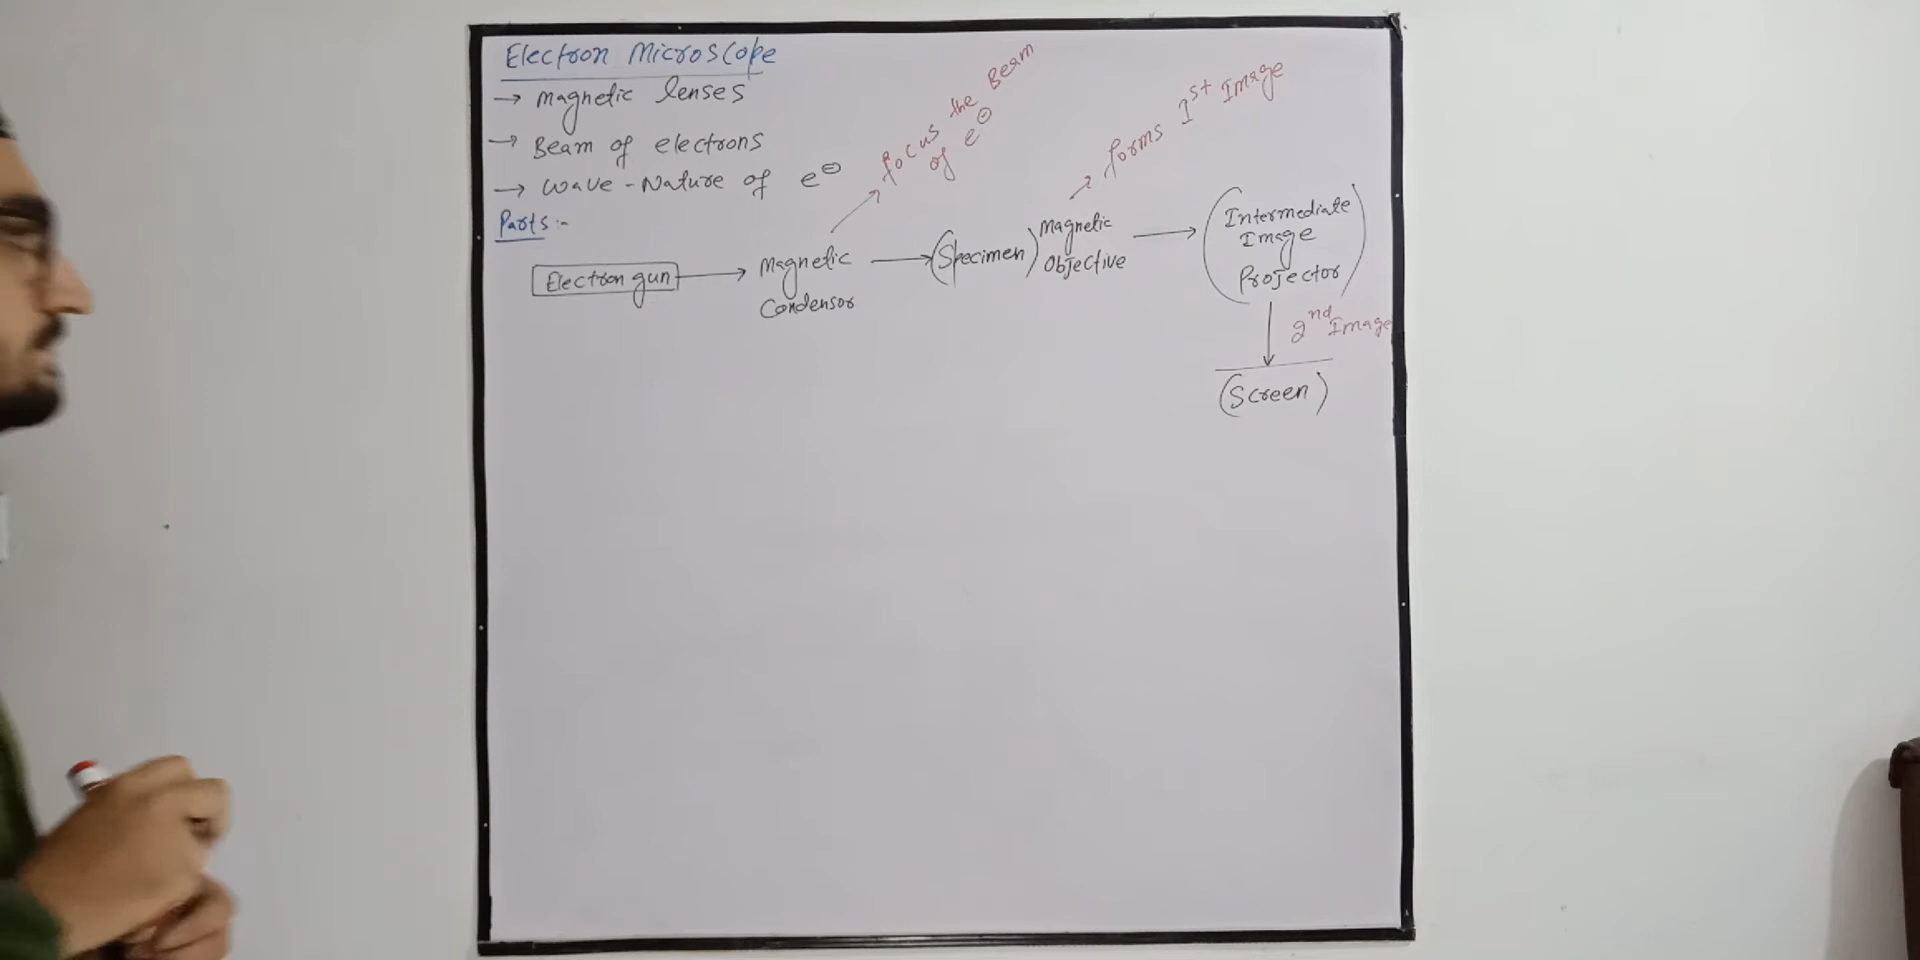 Electron Microscope
→ Magnetic lenses
→ Beam of electrons
→ Wave-Nature of e⊖
Parts:-
Electron gun → Magnetic Condensor → (Specimen) Magnetic Objective → (Intermediate Image Projector)
focus the Beam
of e⊖
forms Ist Image
2nd Image
(Screen)